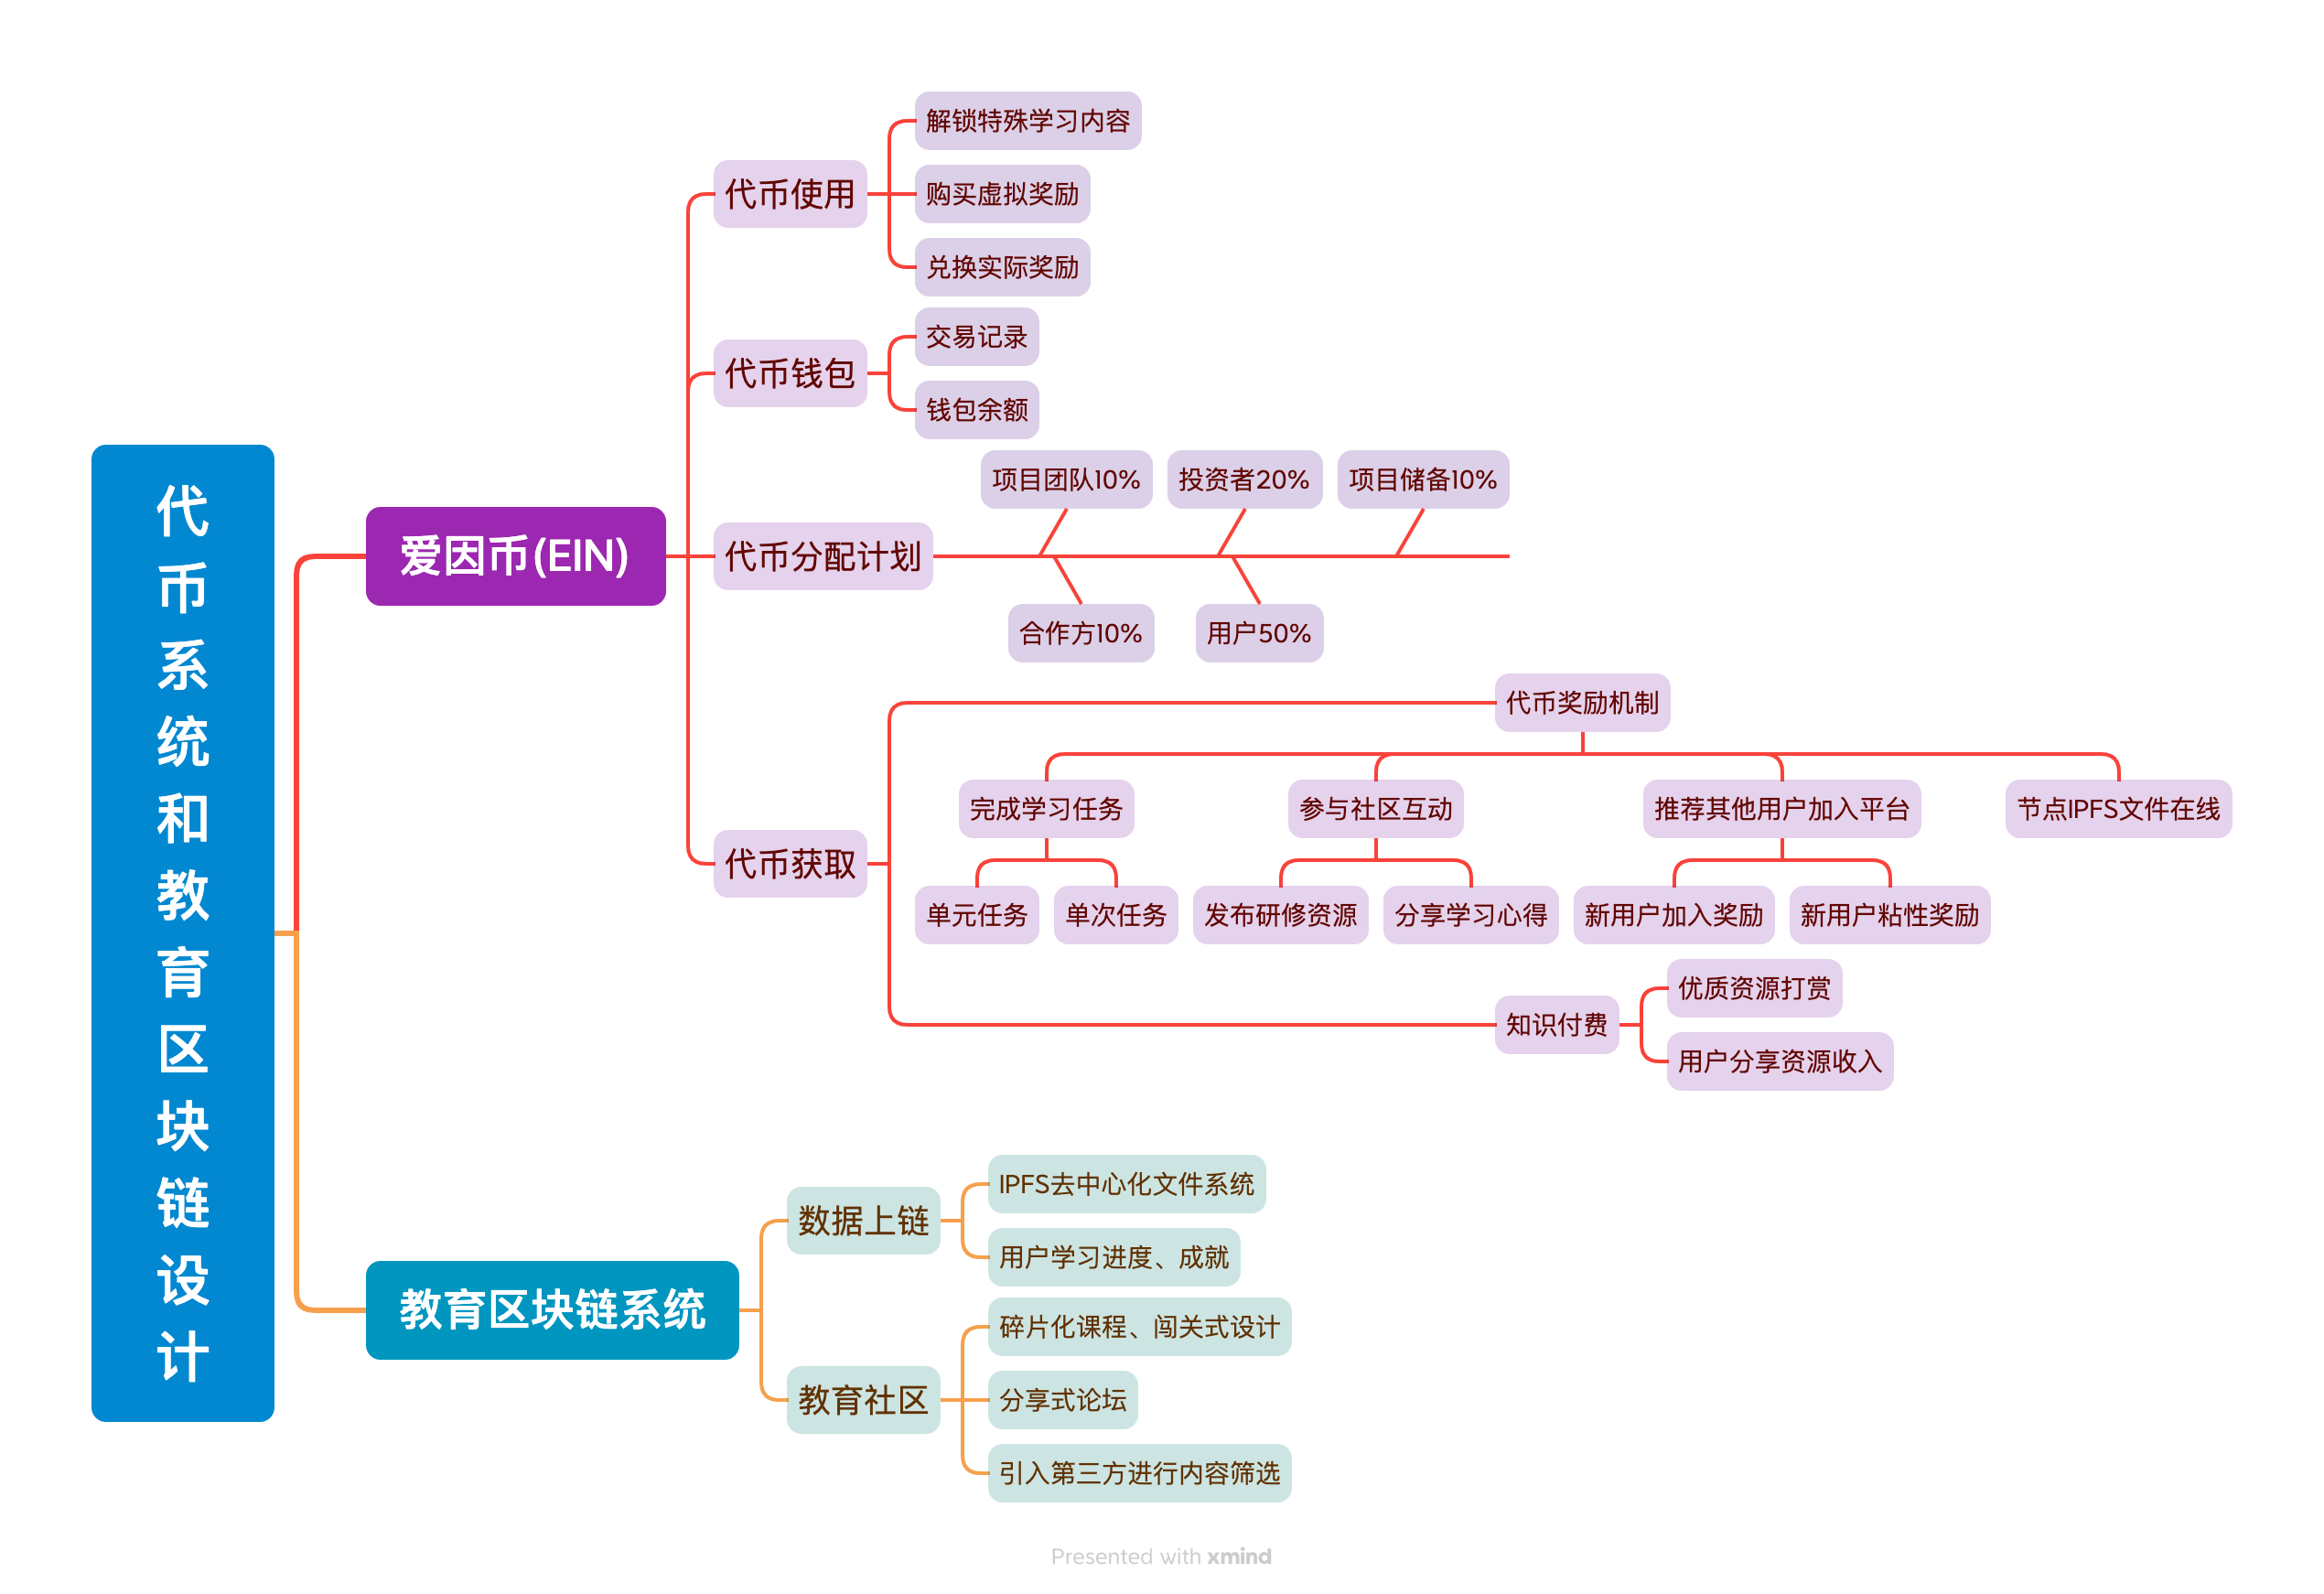 代币系统和教育区块链设计
爱因币(EIN)
代币使用
解锁特殊学习内容
购买虚拟奖励
兑换实际奖励
代币钱包
交易记录
钱包余额
代币分配计划
项目团队10%
投资者20%
项目储备10%
合作方10%
用户50%
代币获取
代币奖励机制
完成学习任务
参与社区互动
推荐其他用户加入平台
节点IPFS文件在线
单元任务
单次任务
发布研修资源
分享学习心得
新用户加入奖励
新用户粘性奖励
知识付费
优质资源打赏
用户分享资源收入
教育区块链系统
数据上链
IPFS去中心化文件系统
用户学习进度、成就
教育社区
碎片化课程、闯关式设计
分享式论坛
引入第三方进行内容筛选
Presented with xmind